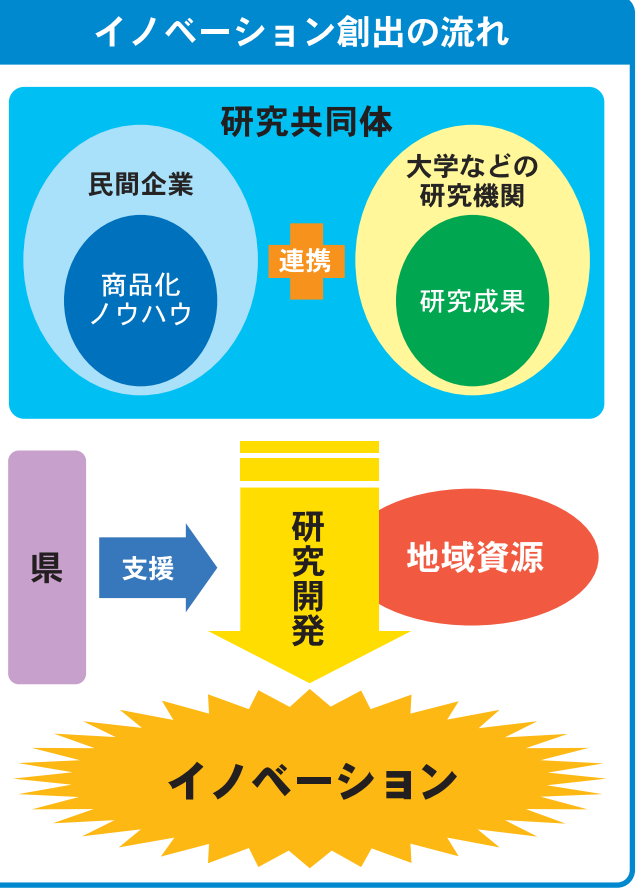 イノベーション創出の流れ
研究共同体
民間企業
商品化
ノウハウ
連携
大学などの
研究機関
研究成果
県
支援
研究開発
地域資源
イノベーション